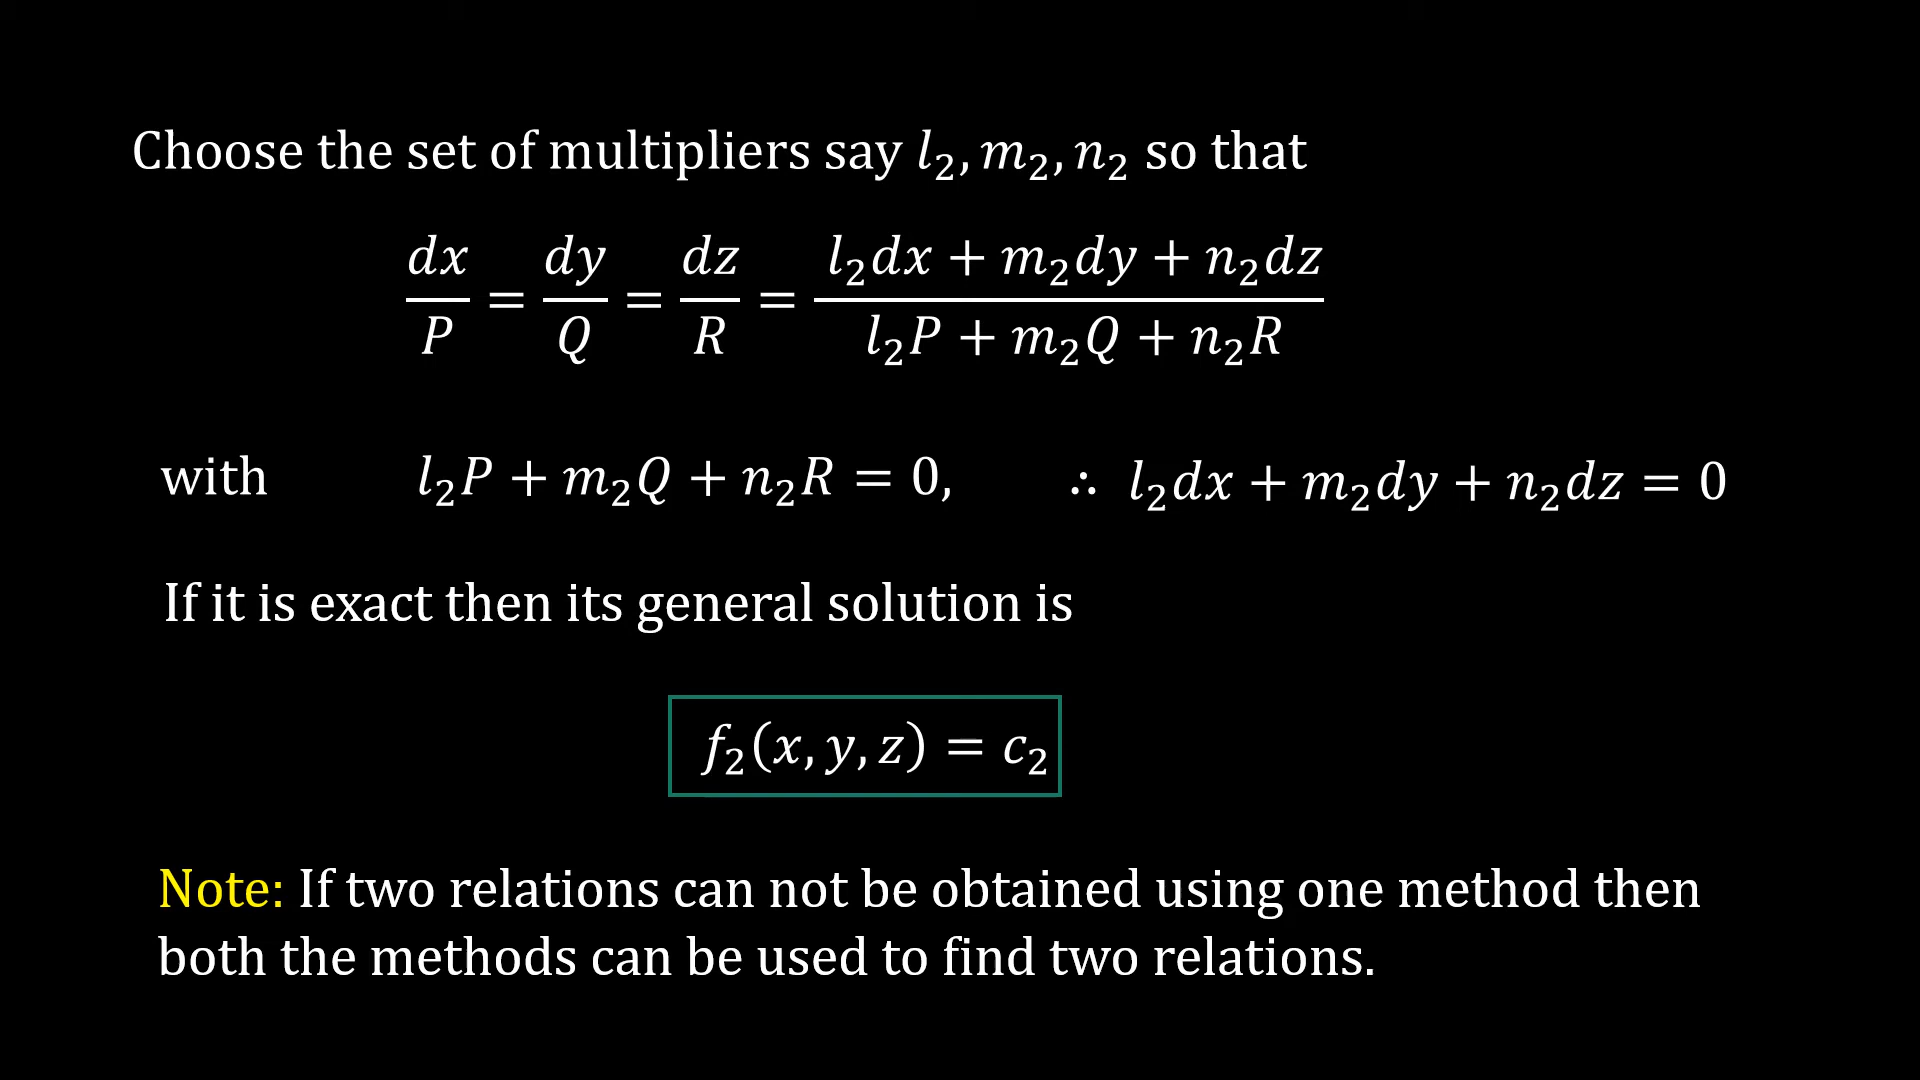 Choose the set of multipliers say l₂, m₂, n₂ so that
dx/P = dy/Q = dz/R = (l₂dx + m₂dy + n₂dz)/(l₂P + m₂Q + n₂R)
with l₂P + m₂Q + n₂R = 0, ∴ l₂dx + m₂dy + n₂dz = 0
If it is exact then its general solution is
f₂(x, y, z) = c₂
Note: If two relations can not be obtained using one method then
both the methods can be used to find two relations.